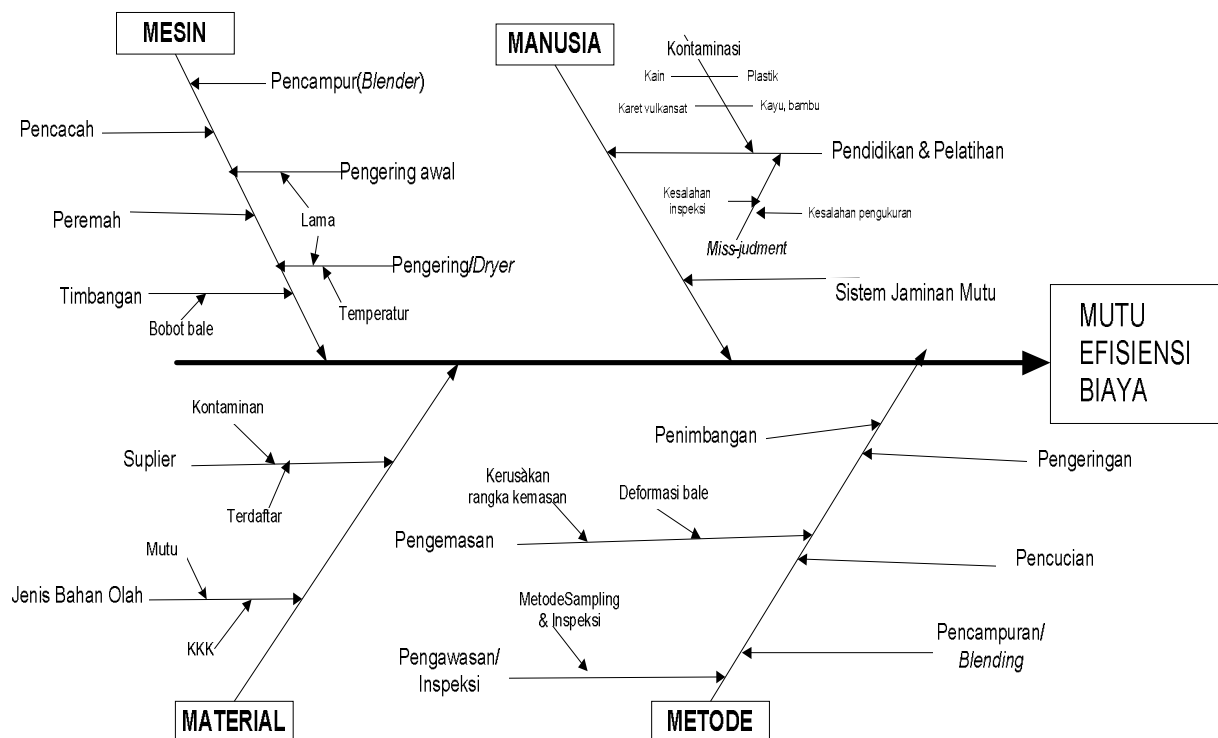 MESIN
Pencampur(Blender)
Pencacah
Pengering awal
Peremah
Lama
Pengering/Dryer
Timbangan
Bobot bale
Temperatur
MANUSIA
Kontaminasi
Kain
Plastik
Karet vulkansat
Kayu, bambu
Pendidikan & Pelatihan
Kesalahan
inspeksi
Kesalahan pengukuran
Miss-judment
Sistem Jaminan Mutu
MUTU
EFISIENSI
BIAYA
Kontaminan
Suplier
Terdaftar
Mutu
Jenis Bahan Olah
KKK
MATERIAL
Penimbangan
Pengeringan
Kerusakan
rangka kemasan
Deformasi bale
Pengemasan
Pencucian
MetodeSampling
& Inspeksi
Pencampuran/
Blending
Pengawasan/
Inspeksi
METODE